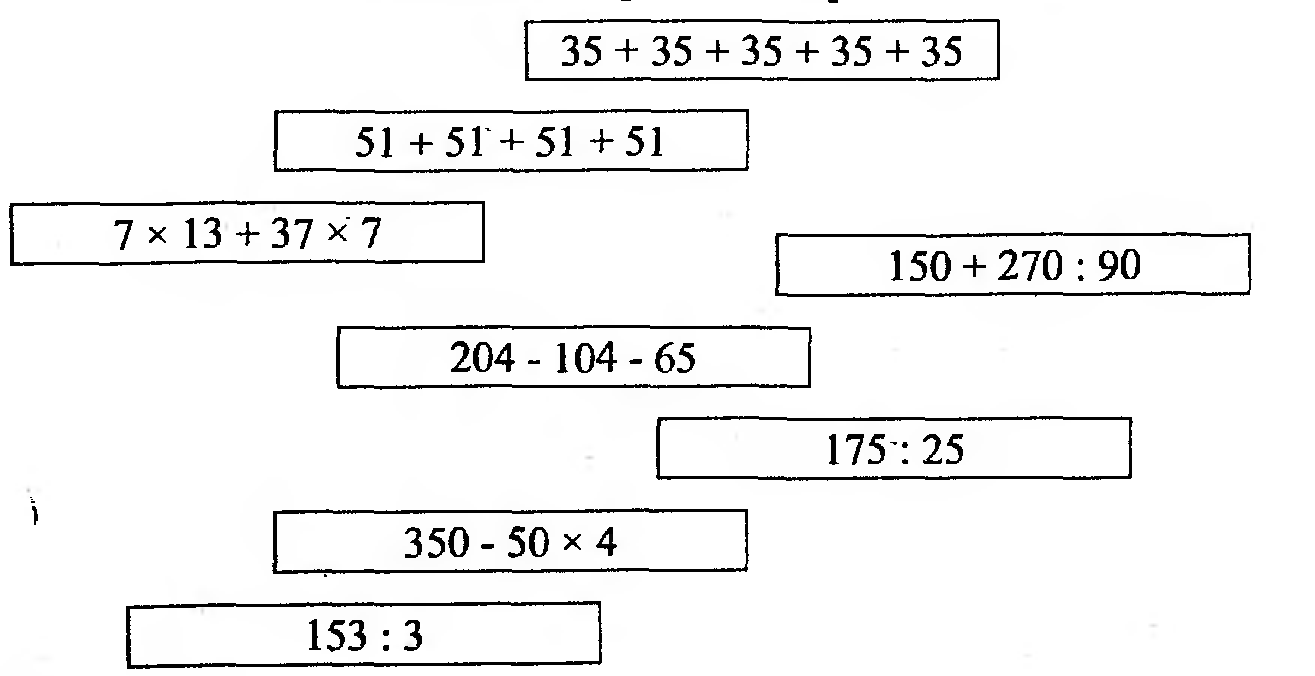 35 + 35 + 35 + 35 + 35
51 + 51 + 51 + 51
7 × 13 + 37 × 7
150 + 270 : 90
204 - 104 - 65
175 : 25
350 - 50 × 4
153 : 3